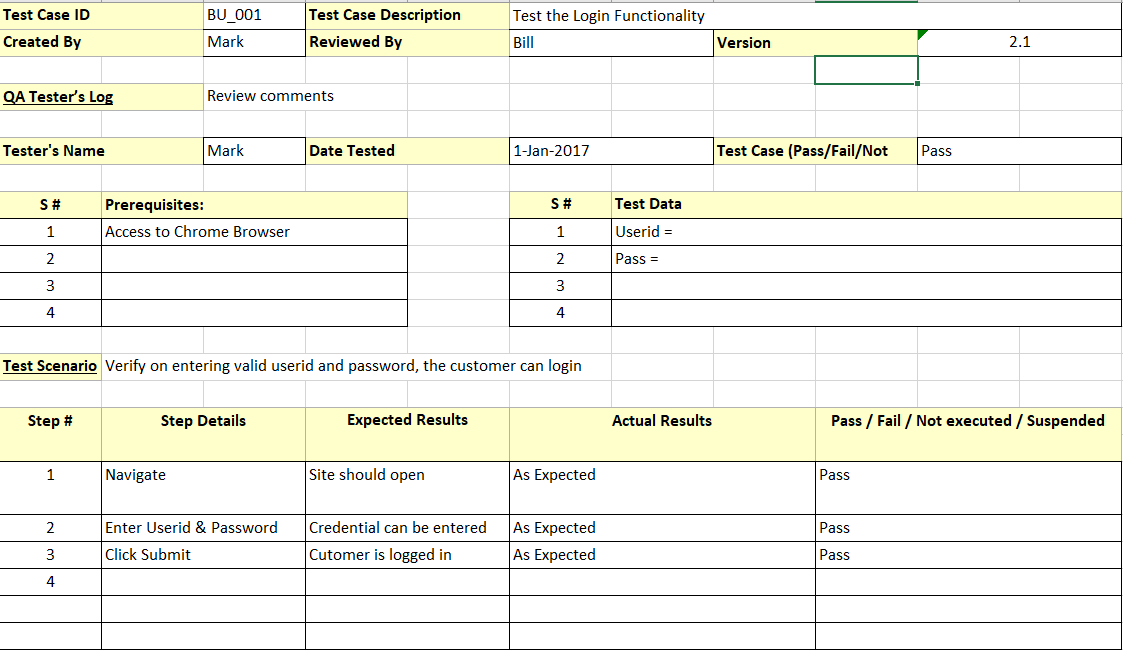 Test Case ID BU_001 Test Case Description Test the Login Functionality
Created By Mark Reviewed By Bill Version 2.1
QA Tester’s Log Review comments
Tester's Name Mark Date Tested 1-Jan-2017 Test Case (Pass/Fail/Not Pass
S # Prerequisites: S # Test Data
1 Access to Chrome Browser 1 Userid =
2 2 Pass =
3 3
4 4
Test Scenario Verify on entering valid userid and password, the customer can login
Step # Step Details Expected Results Actual Results Pass / Fail / Not executed / Suspended
1 Navigate Site should open As Expected Pass
2 Enter Userid & Password Credential can be entered As Expected Pass
3 Click Submit Cutomer is logged in As Expected Pass
4